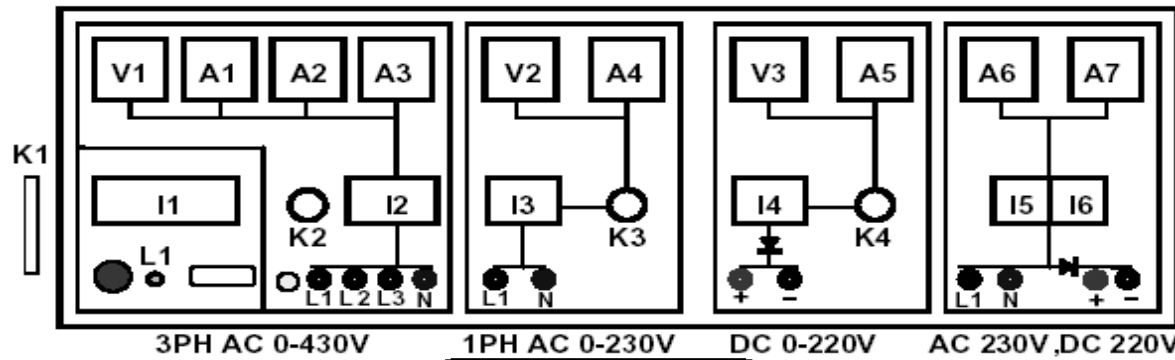 V1 A1 A2 A3 V2 A4 V3 A5 A6 A7
K1
I1 I2 I3 I4 I5 I6
K2 K3 K4
L1
L1 L2 L3 N L1 N + - L1 N + -
3PH AC 0-430V 1PH AC 0-230V DC 0-220V AC 230V ,DC 220V